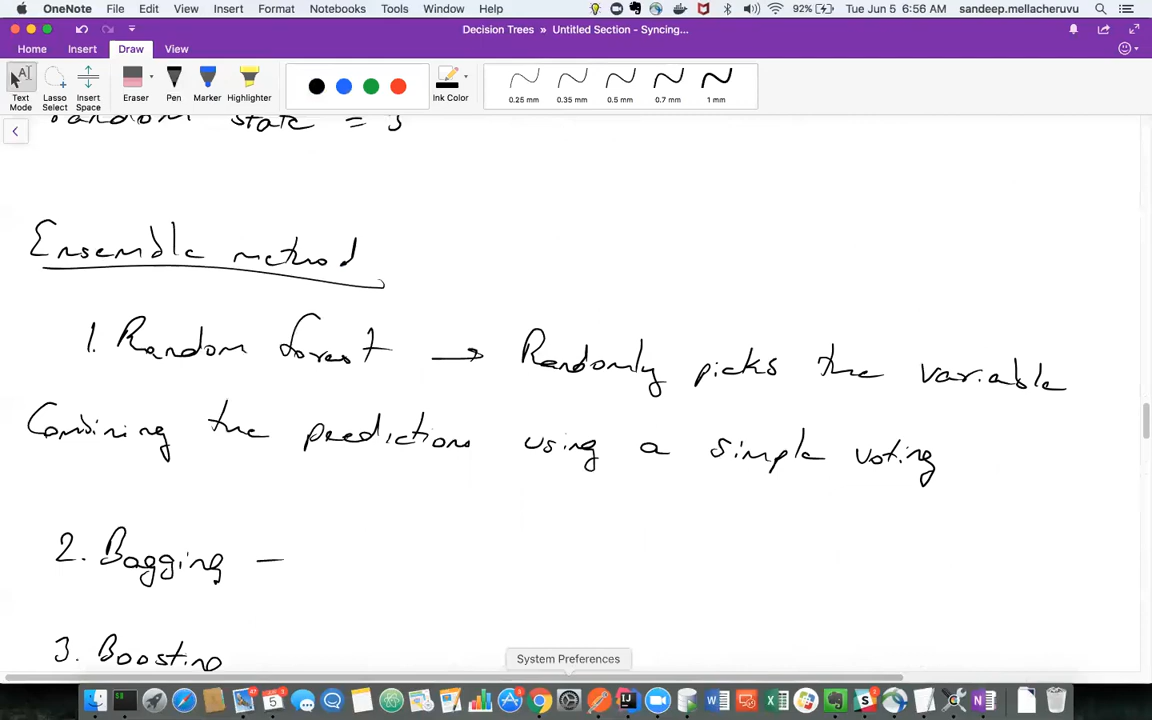 OneNote File Edit View Insert Format Notebooks Tools Window Help 92% Tue Jun 5 6:56 AM sandeep.mellacheruvu
Decision Trees » Untitled Section - Syncing...
Home Insert Draw View
Text Mode Lasso Select Insert Space Eraser Pen Marker Highlighter Ink Color 0.25 mm 0.35 mm 0.5 mm 0.7 mm 1 mm
random state = 3
Ensemble method
1. Random forest → Randomly picks the variable
Combining the predictions using a simple voting
2. Bagging —
3. Boosting
System Preferences